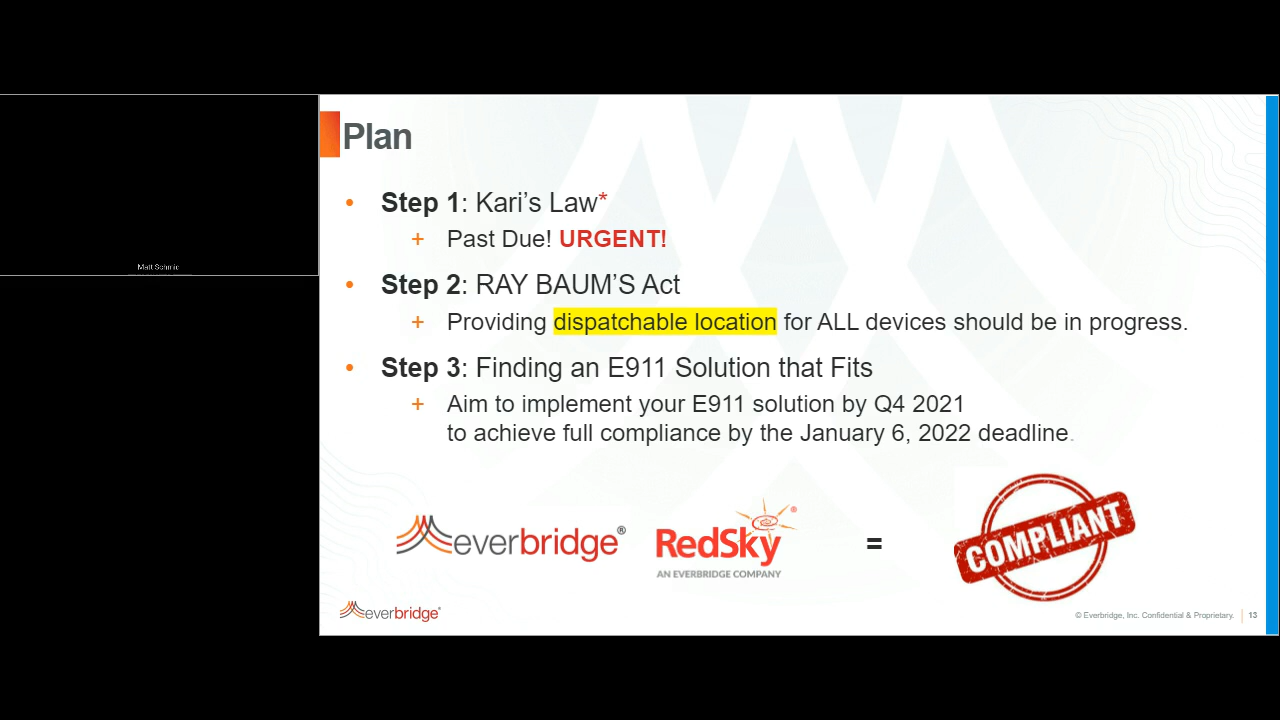 Plan
• Step 1: Kari's Law*
+ Past Due! URGENT!
• Step 2: RAY BAUM'S Act
+ Providing dispatchable location for ALL devices should be in progress.
• Step 3: Finding an E911 Solution that Fits
+ Aim to implement your E911 solution by Q4 2021
to achieve full compliance by the January 6, 2022 deadline.
Matt Schmid
everbridge®
RedSky®
AN EVERBRIDGE COMPANY
=
COMPLIANT
everbridge®
© Everbridge, Inc. Confidential & Proprietary. | 13